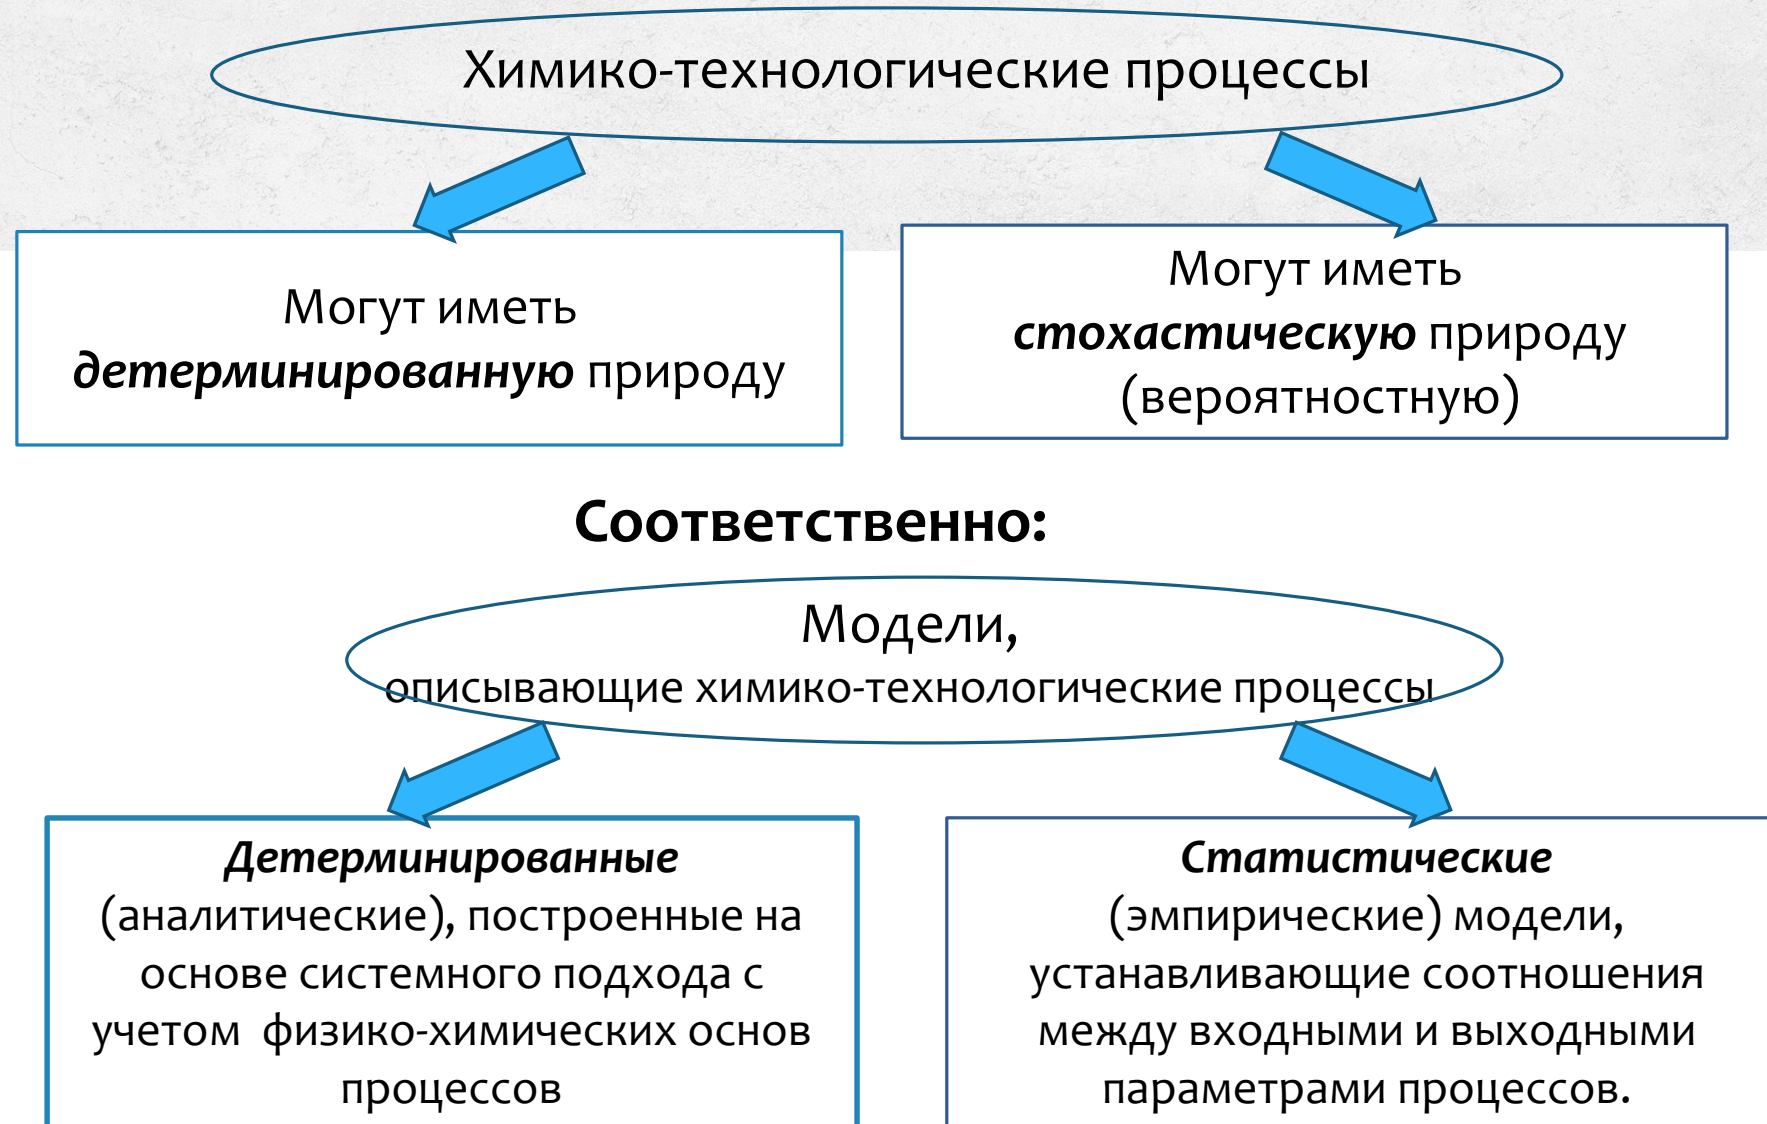 Химико-технологические процессы
Могут иметь
детерминированную природу
Могут иметь
стохастическую природу
(вероятностную)
Соответственно:
Модели,
описывающие химико-технологические процессы
Детерминированные
(аналитические), построенные на
основе системного подхода с
учетом физико-химических основ
процессов
Статистические
(эмпирические) модели,
устанавливающие соотношения
между входными и выходными
параметрами процессов.